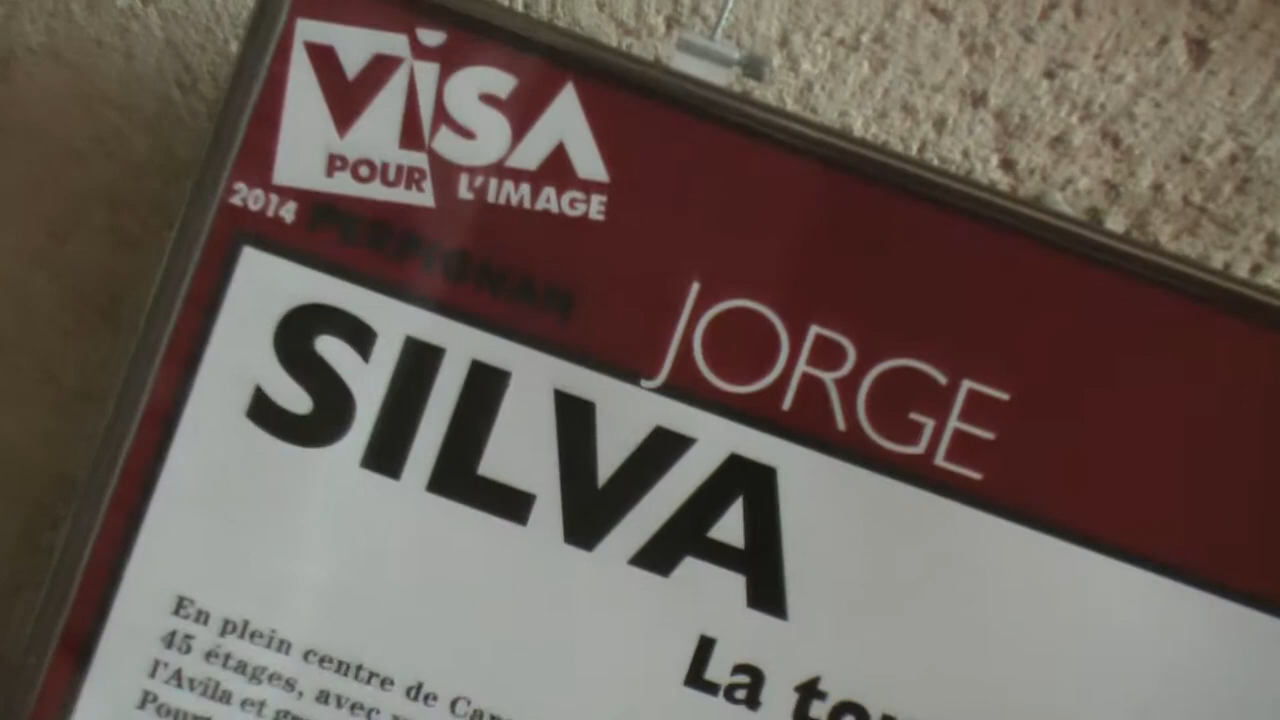 ViSA
POUR L'IMAGE
2014 PERPIGNAN
JORGE
SILVA
La
En plein centre de
45 étages, avec
l'Avila et